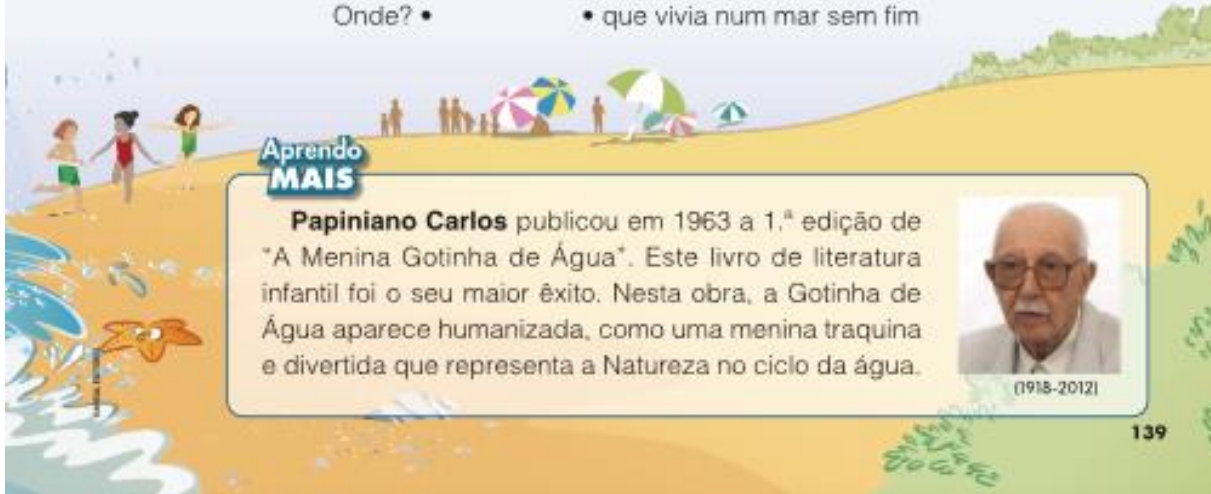 Onde? • • que vivia num mar sem fim
Aprendo
MAIS
Papiniano Carlos publicou em 1963 a 1.ª edição de
"A Menina Gotinha de Água". Este livro de literatura
infantil foi o seu maior êxito. Nesta obra, a Gotinha de
Água aparece humanizada, como uma menina traquina
e divertida que representa a Natureza no ciclo da água.
(1918-2012)
139